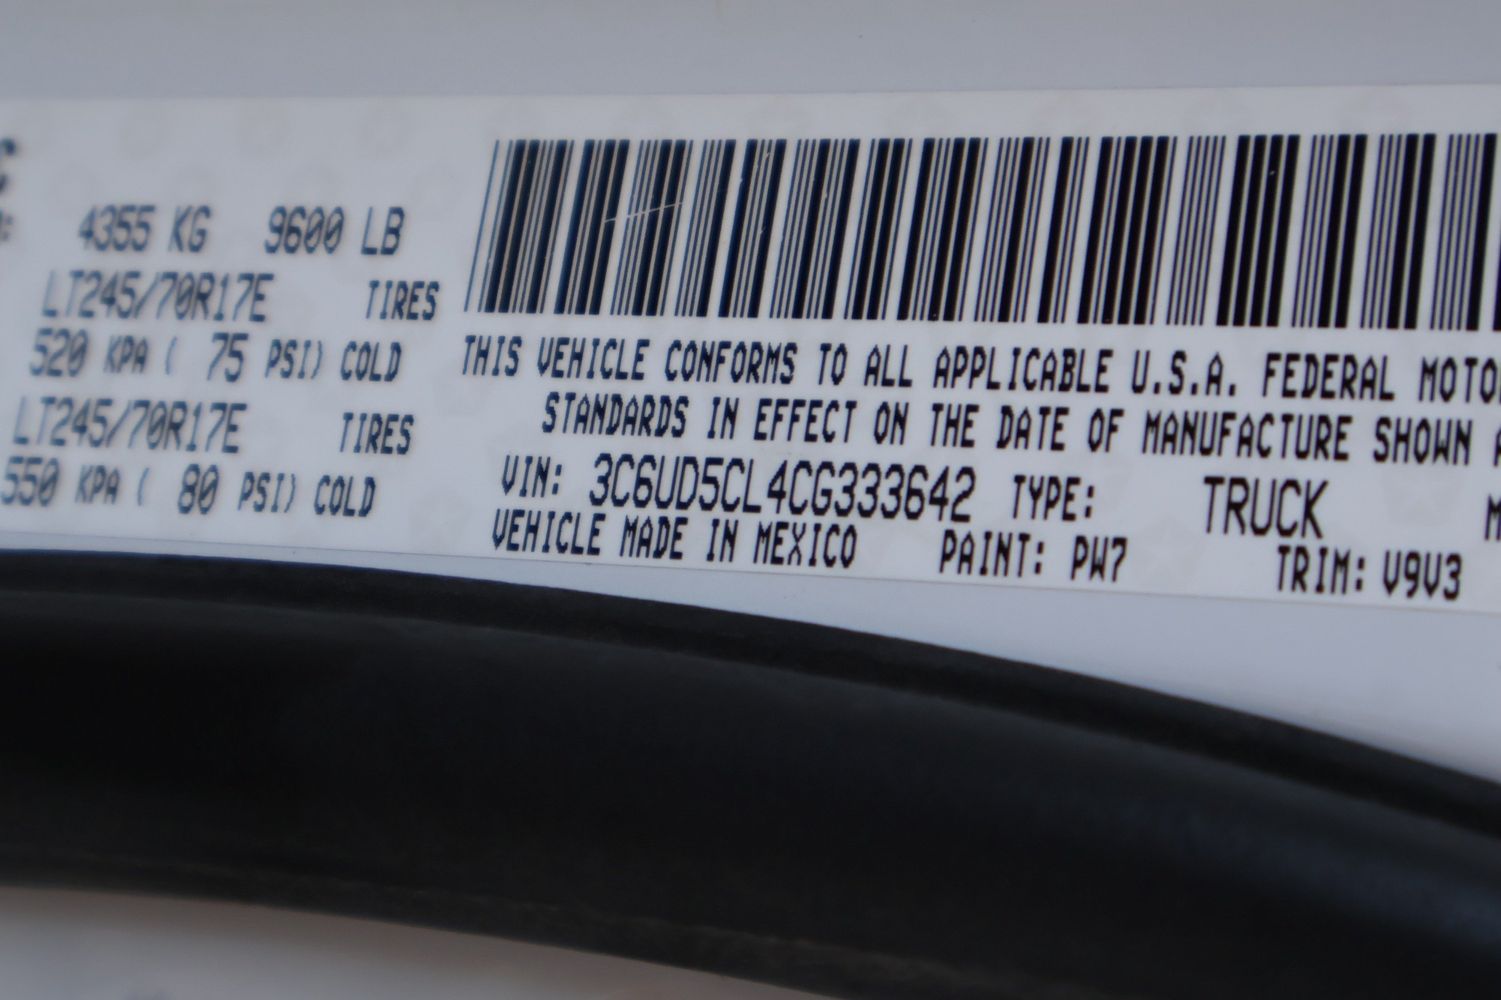 4355 KG 9600 LB
LT245/70R17E TIRES
520 KPA ( 75 PSI) COLD
LT245/70R17E TIRES
550 KPA ( 80 PSI) COLD
THIS VEHICLE CONFORMS TO ALL APPLICABLE U.S.A. FEDERAL MOTO
STANDARDS IN EFFECT ON THE DATE OF MANUFACTURE SHOWN
VIN: 3C6UD5CL4CG333642 TYPE: TRUCK
VEHICLE MADE IN MEXICO PAINT: PW7 TRIM: V9V3